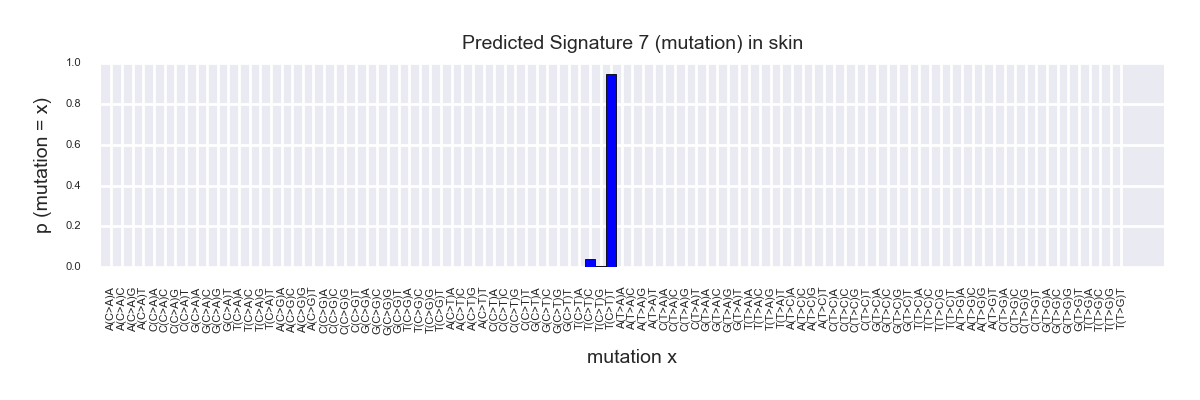 Predicted Signature 7 (mutation) in skin
p (mutation = x)
1.0
0.8
0.6
0.4
0.2
0.0
A(C>A)A
A(C>A)C
A(C>A)G
A(C>A)T
C(C>A)A
C(C>A)C
C(C>A)G
C(C>A)T
G(C>A)A
G(C>A)C
G(C>A)G
G(C>A)T
T(C>A)A
T(C>A)C
T(C>A)G
T(C>A)T
A(C>G)A
A(C>G)C
A(C>G)G
A(C>G)T
C(C>G)A
C(C>G)C
C(C>G)G
C(C>G)T
G(C>G)A
G(C>G)C
G(C>G)G
G(C>G)T
T(C>G)A
T(C>G)C
T(C>G)G
T(C>G)T
A(C>T)A
A(C>T)C
A(C>T)G
A(C>T)T
C(C>T)A
C(C>T)C
C(C>T)G
C(C>T)T
G(C>T)A
G(C>T)C
G(C>T)G
G(C>T)T
T(C>T)A
T(C>T)C
T(C>T)G
T(C>T)T
A(T>A)A
A(T>A)C
A(T>A)G
A(T>A)T
C(T>A)A
C(T>A)C
C(T>A)G
C(T>A)T
G(T>A)A
G(T>A)C
G(T>A)G
G(T>A)T
T(T>A)A
T(T>A)C
T(T>A)G
T(T>A)T
A(T>C)A
A(T>C)C
A(T>C)G
A(T>C)T
C(T>C)A
C(T>C)C
C(T>C)G
C(T>C)T
G(T>C)A
G(T>C)C
G(T>C)G
G(T>C)T
T(T>C)A
T(T>C)C
T(T>C)G
T(T>C)T
A(T>G)A
A(T>G)C
A(T>G)G
A(T>G)T
C(T>G)A
C(T>G)C
C(T>G)G
C(T>G)T
G(T>G)A
G(T>G)C
G(T>G)G
G(T>G)T
T(T>G)A
T(T>G)C
T(T>G)G
T(T>G)T
mutation x